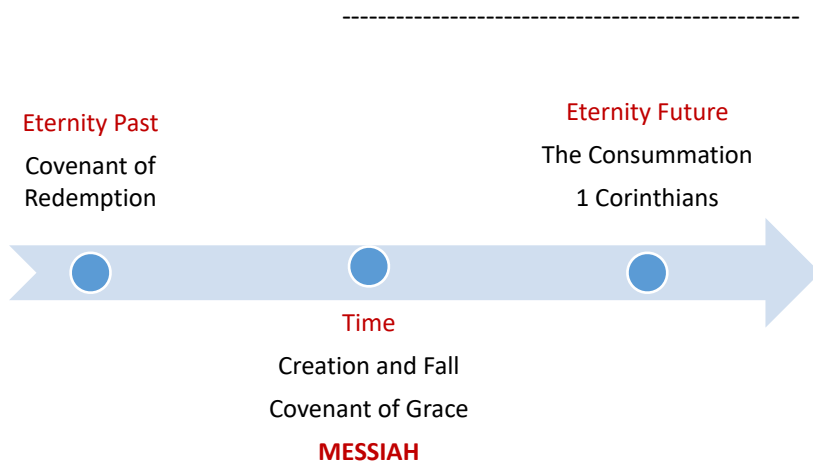 ---------------------------------------------------
Eternity Past
Covenant of
Redemption
Eternity Future
The Consummation
1 Corinthians
Time
Creation and Fall
Covenant of Grace
MESSIAH